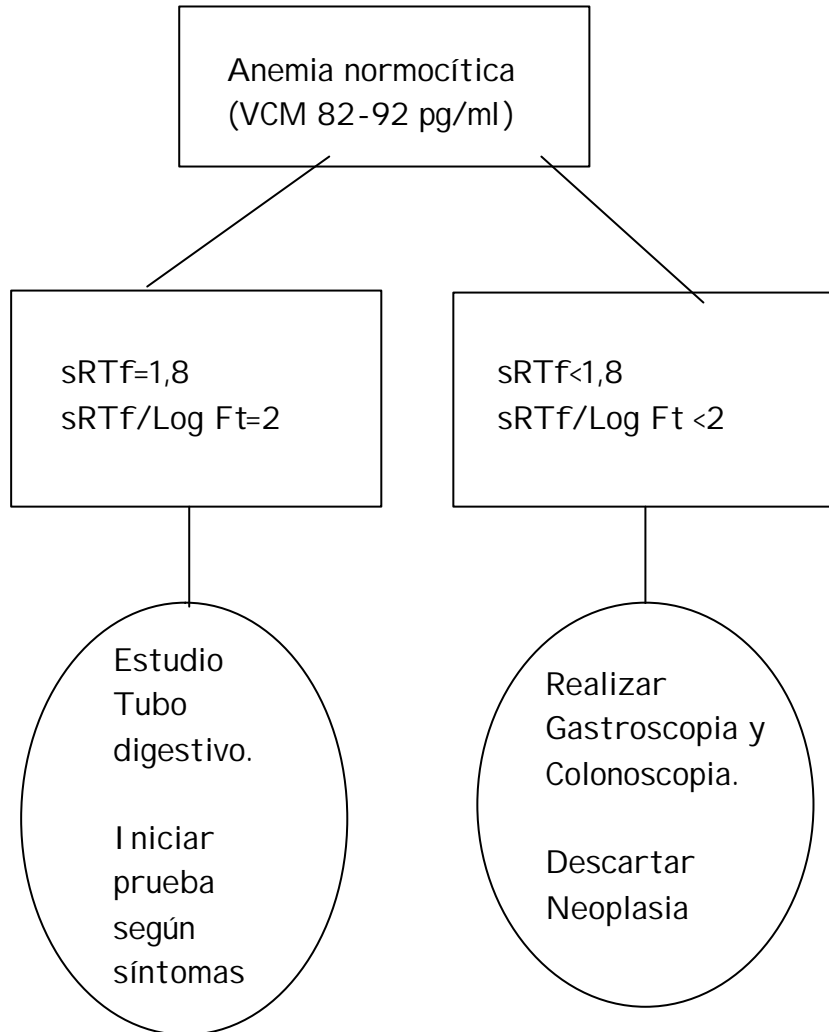 Anemia normocítica
(VCM 82-92 pg/ml)
sRTf=1,8
sRTf/Log Ft=2
sRTf<1,8
sRTf/Log Ft <2
Estudio
Tubo
digestivo.
Iniciar
prueba
según
síntomas
Realizar
Gastroscopia y
Colonoscopia.
Descartar
Neoplasia